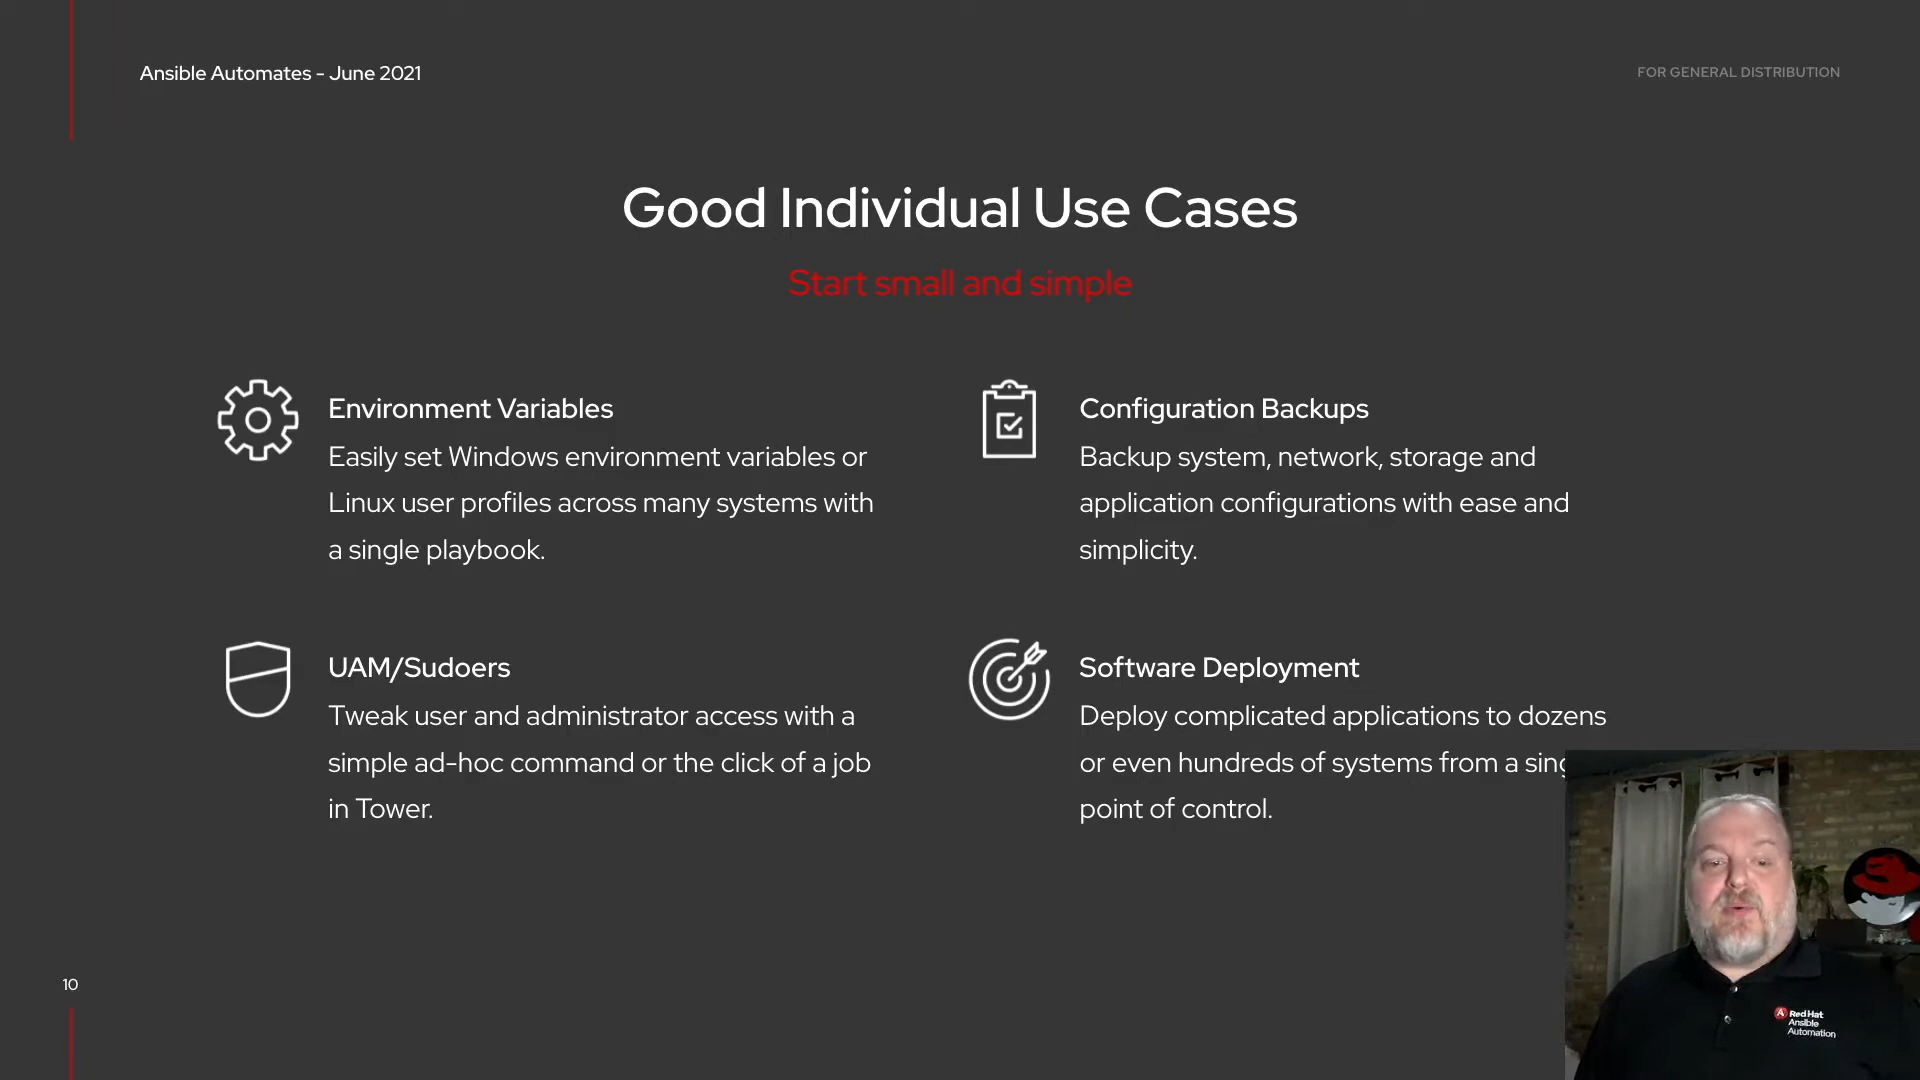 Ansible Automates - June 2021
FOR GENERAL DISTRIBUTION
Good Individual Use Cases
Start small and simple
Environment Variables
Easily set Windows environment variables or
Linux user profiles across many systems with
a single playbook.
Configuration Backups
Backup system, network, storage and
application configurations with ease and
simplicity.
UAM/Sudoers
Tweak user and administrator access with a
simple ad-hoc command or the click of a job
in Tower.
Software Deployment
Deploy complicated applications to dozens
or even hundreds of systems from a
point of control.
10
Red Hat
Ansible
Automation